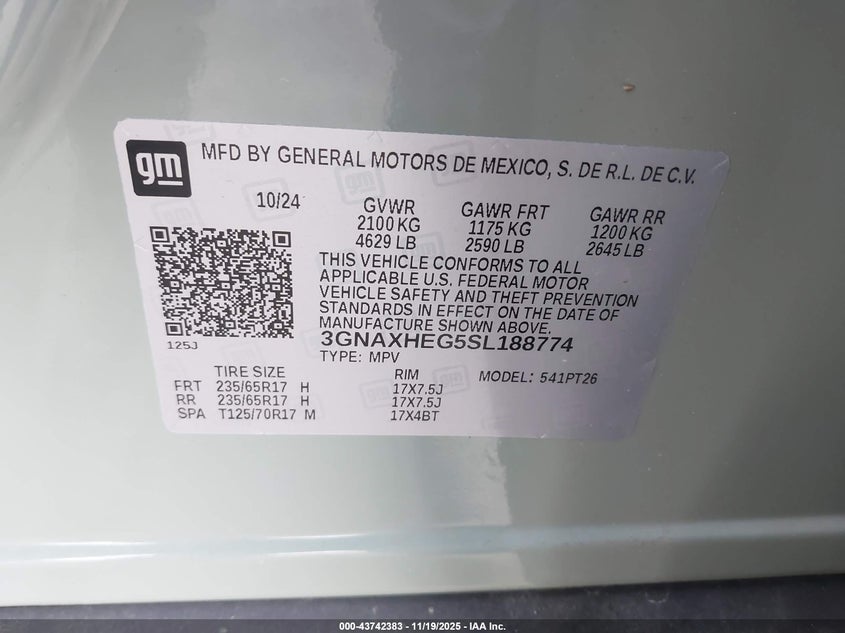 gm
MFD BY GENERAL MOTORS DE MEXICO, S. DE R.L. DE C.V.
10/24
GVWR GAWR FRT GAWR RR
2100 KG 1175 KG 1200 KG
4629 LB 2590 LB 2645 LB
THIS VEHICLE CONFORMS TO ALL
APPLICABLE U.S. FEDERAL MOTOR
VEHICLE SAFETY AND THEFT PREVENTION
STANDARDS IN EFFECT ON THE DATE OF
MANUFACTURE SHOWN ABOVE.
3GNAXHEG5SL188774
125J
TYPE: MPV
TIRE SIZE RIM MODEL: 541PT26
FRT 235/65R17 H 17X7.5J
RR 235/65R17 H 17X7.5J
SPA T125/70R17 M 17X4BT
000-43742383 - 11/19/2025 - IAA Inc.